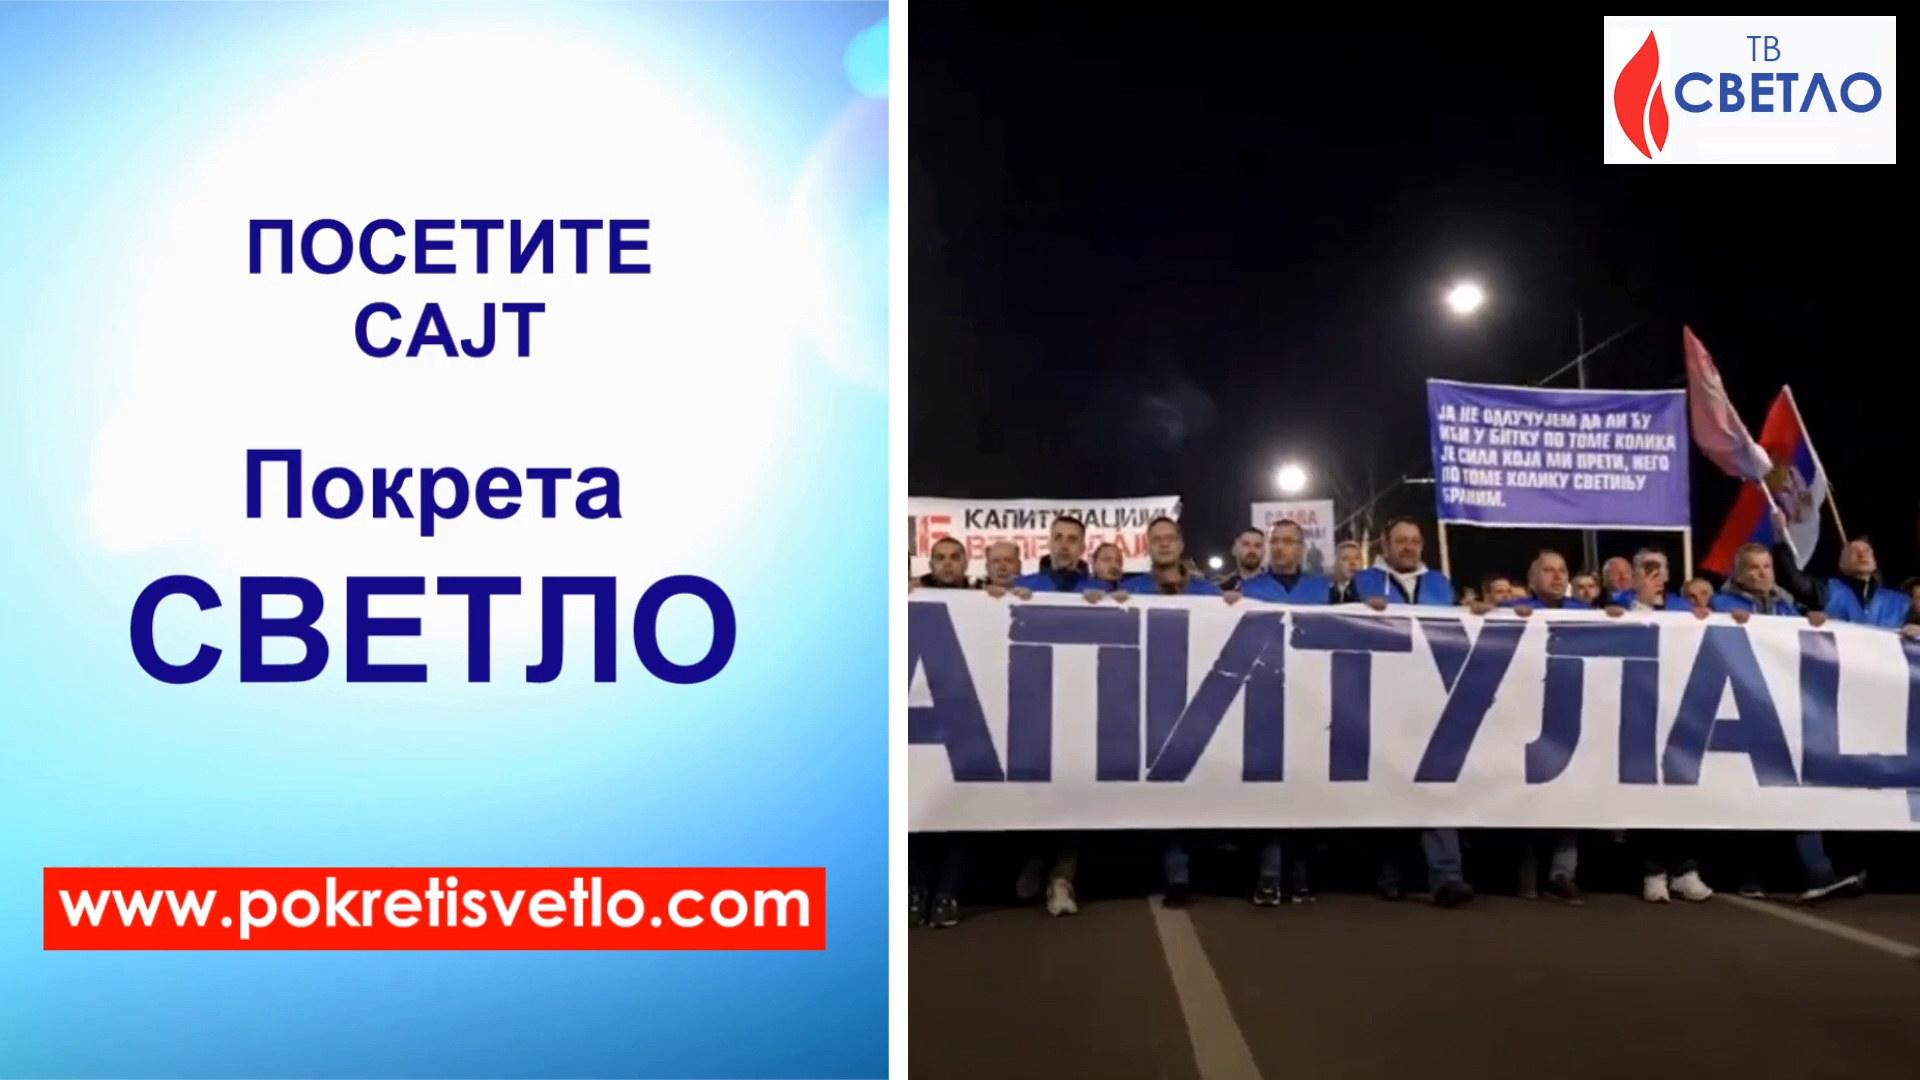 ПОСЕТИТЕ
САЈТ
Покрета
СВЕТЛО
www.pokretisvetlo.com
ТВ
СВЕТЛО
ЈА НЕ ОДЛУЧУЈЕМ ДА ЛИ ЋУ
ИЋИ У БИТКУ ПО ТОМЕ КОЛИКА
ЈЕ СИЛА КОЈА МИ ПРЕТИ, НЕГО
ПО ТОМЕ КОЛИКУ СВЕТИЊУ
БРАНИМ.
КАПИТУЛАЦИЈИ
АПИТУЛАЦ